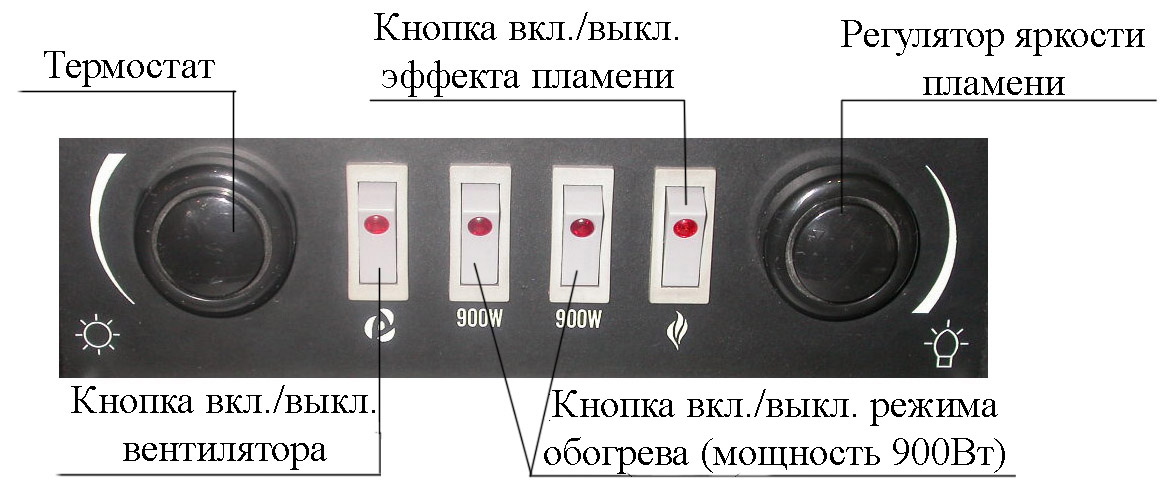 Кнопка вкл./выкл.
эффекта пламени
Регулятор яркости
пламени
Термостат
900W
900W
Кнопка вкл./выкл.
вентилятора
Кнопка вкл./выкл. режима
обогрева (мощность 900Вт)